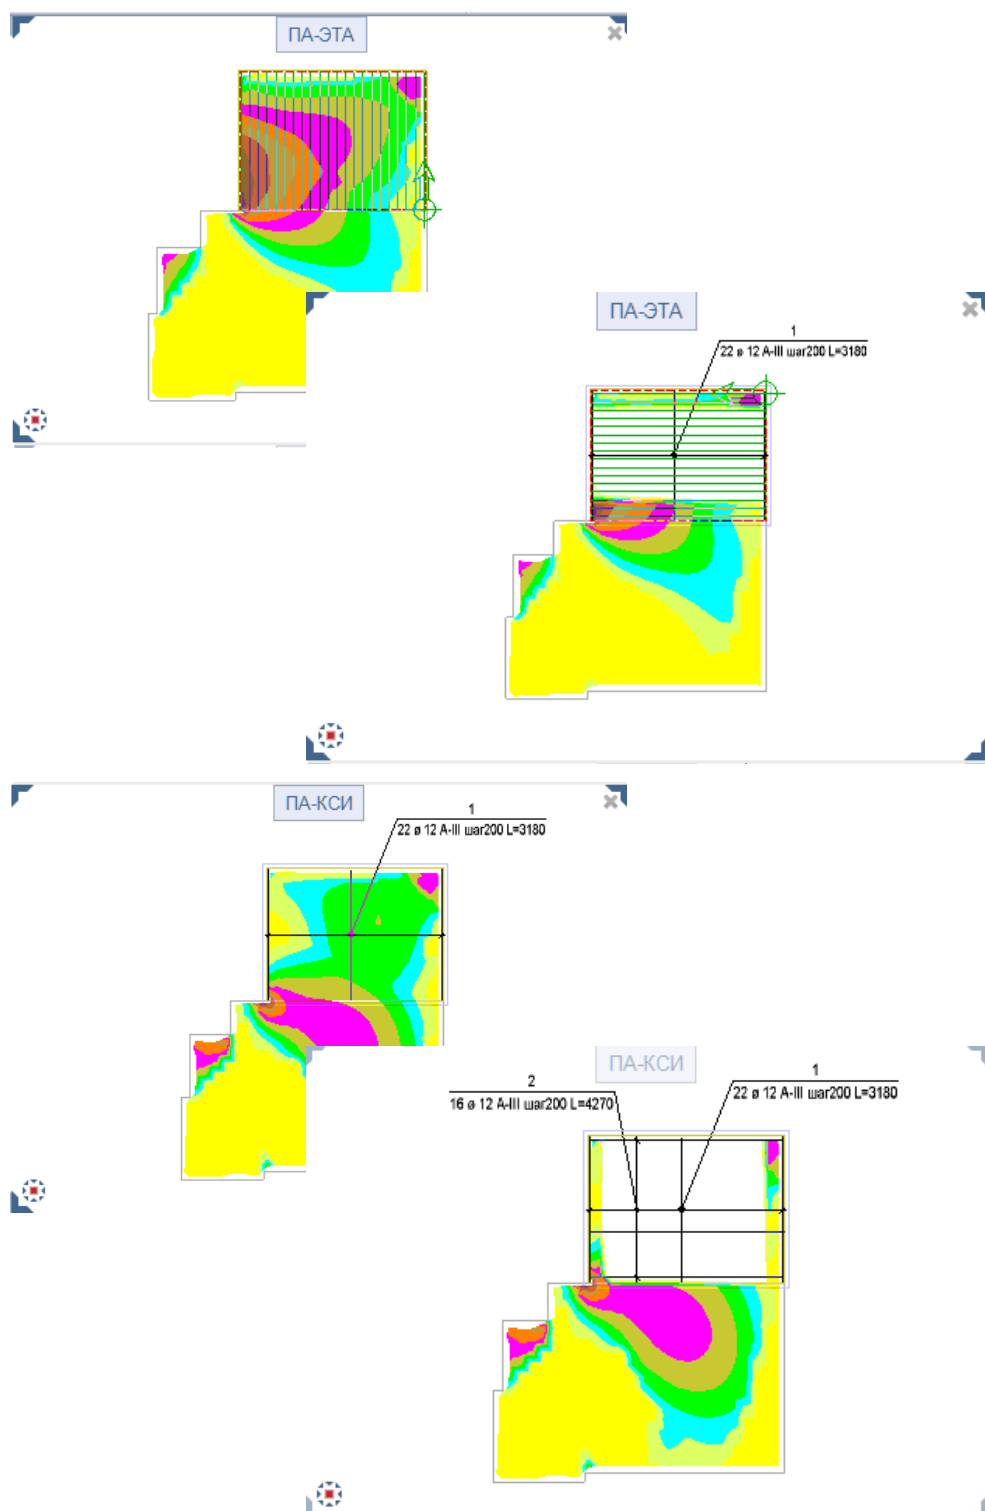 ПА-ЭТА
ПА-ЭТА
1
22 ø 12 A-III шаг200 L=3180
ПА-КСИ
1
22 ø 12 A-III шаг200 L=3180
ПА-КСИ
2
16 ø 12 A-III шаг200 L=4270
1
22 ø 12 A-III шаг200 L=3180